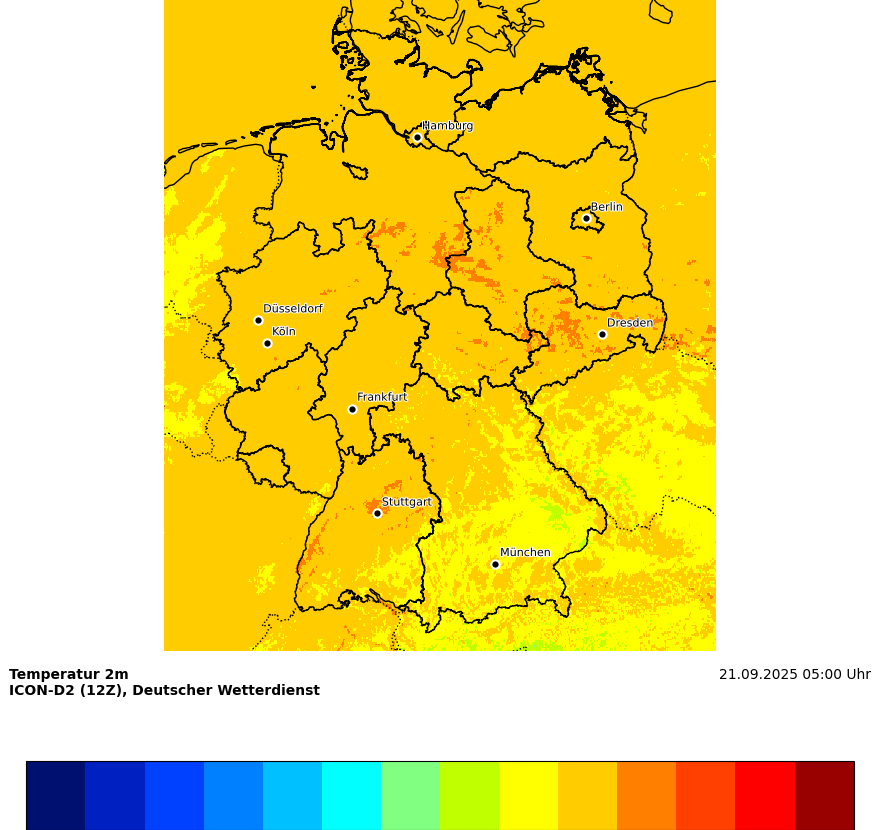 Hamburg
Berlin
Düsseldorf
Köln
Dresden
Frankfurt
Stuttgart
München
Temperatur 2m
21.09.2025 05:00 Uhr
ICON-D2 (12Z), Deutscher Wetterdienst